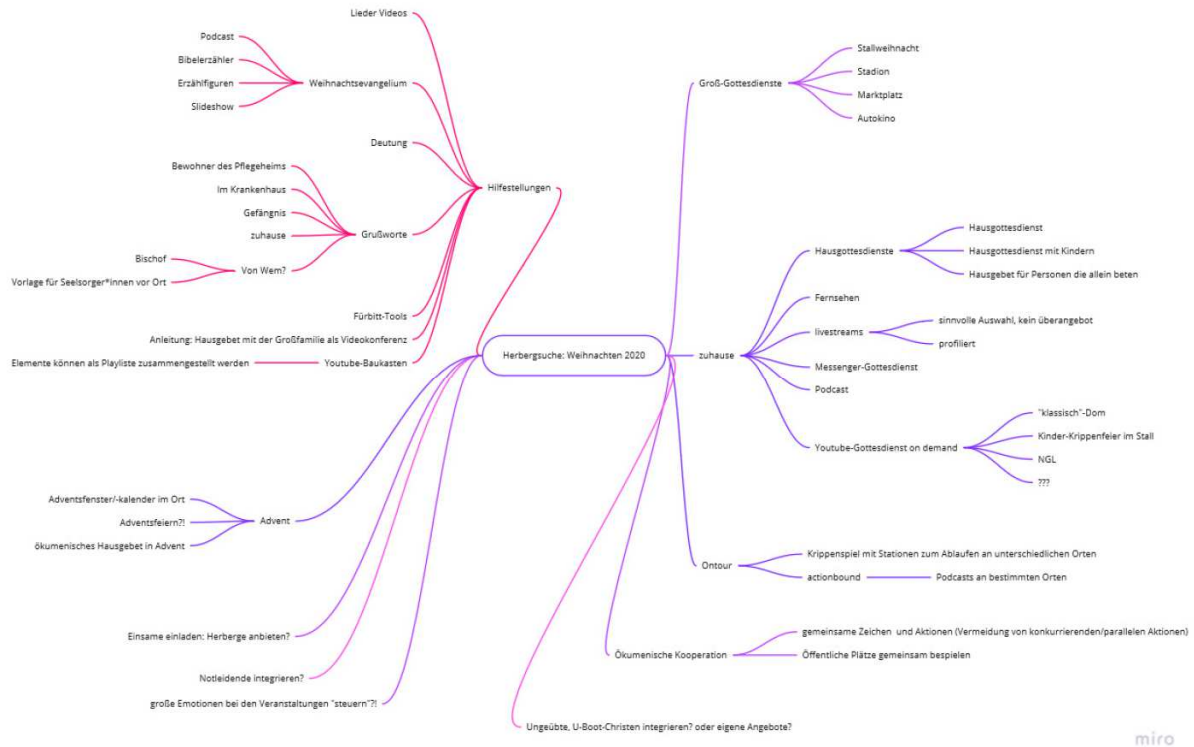 Herbergsuche: Weihnachten 2020
Hilfestellungen
Lieder Videos
Weihnachtsevangelium
Podcast
Bibelerzähler
Erzählfiguren
Slideshow
Deutung
Grußworte
Bewohner des Pflegeheims
Im Krankenhaus
Gefängnis
zuhause
Von Wem?
Bischof
Vorlage für Seelsorger*innen vor Ort
Fürbitt-Tools
Anleitung: Hausgebet mit der Großfamilie als Videokonferenz
Youtube-Baukasten
Elemente können als Playliste zusammengestellt werden
Advent
Adventsfenster/-kalender im Ort
Adventsfeiern?!
ökumenisches Hausgebet in Advent
Einsame einladen: Herberge anbieten?
Notleidende integrieren?
große Emotionen bei den Veranstaltungen "steuern"?!
Groß-Gottesdienste
Stallweihnacht
Stadion
Marktplatz
Autokino
zuhause
Hausgottesdienste
Hausgottesdienst
Hausgottesdienst mit Kindern
Hausgebet für Personen die allein beten
Fernsehen
livestreams
sinnvolle Auswahl, kein überangebot
profiliert
Messenger-Gottesdienst
Podcast
Youtube-Gottesdienst on demand
"klassisch"-Dom
Kinder-Krippenfeier im Stall
NGL
???
Ontour
Krippenspiel mit Stationen zum Ablaufen an unterschiedlichen Orten
actionbound
Podcasts an bestimmten Orten
Ökumenische Kooperation
gemeinsame Zeichen und Aktionen (Vermeidung von konkurrierenden/parallelen Aktionen)
Öffentliche Plätze gemeinsam bespielen
Ungeübte, U-Boot-Christen integrieren? oder eigene Angebote?
miro